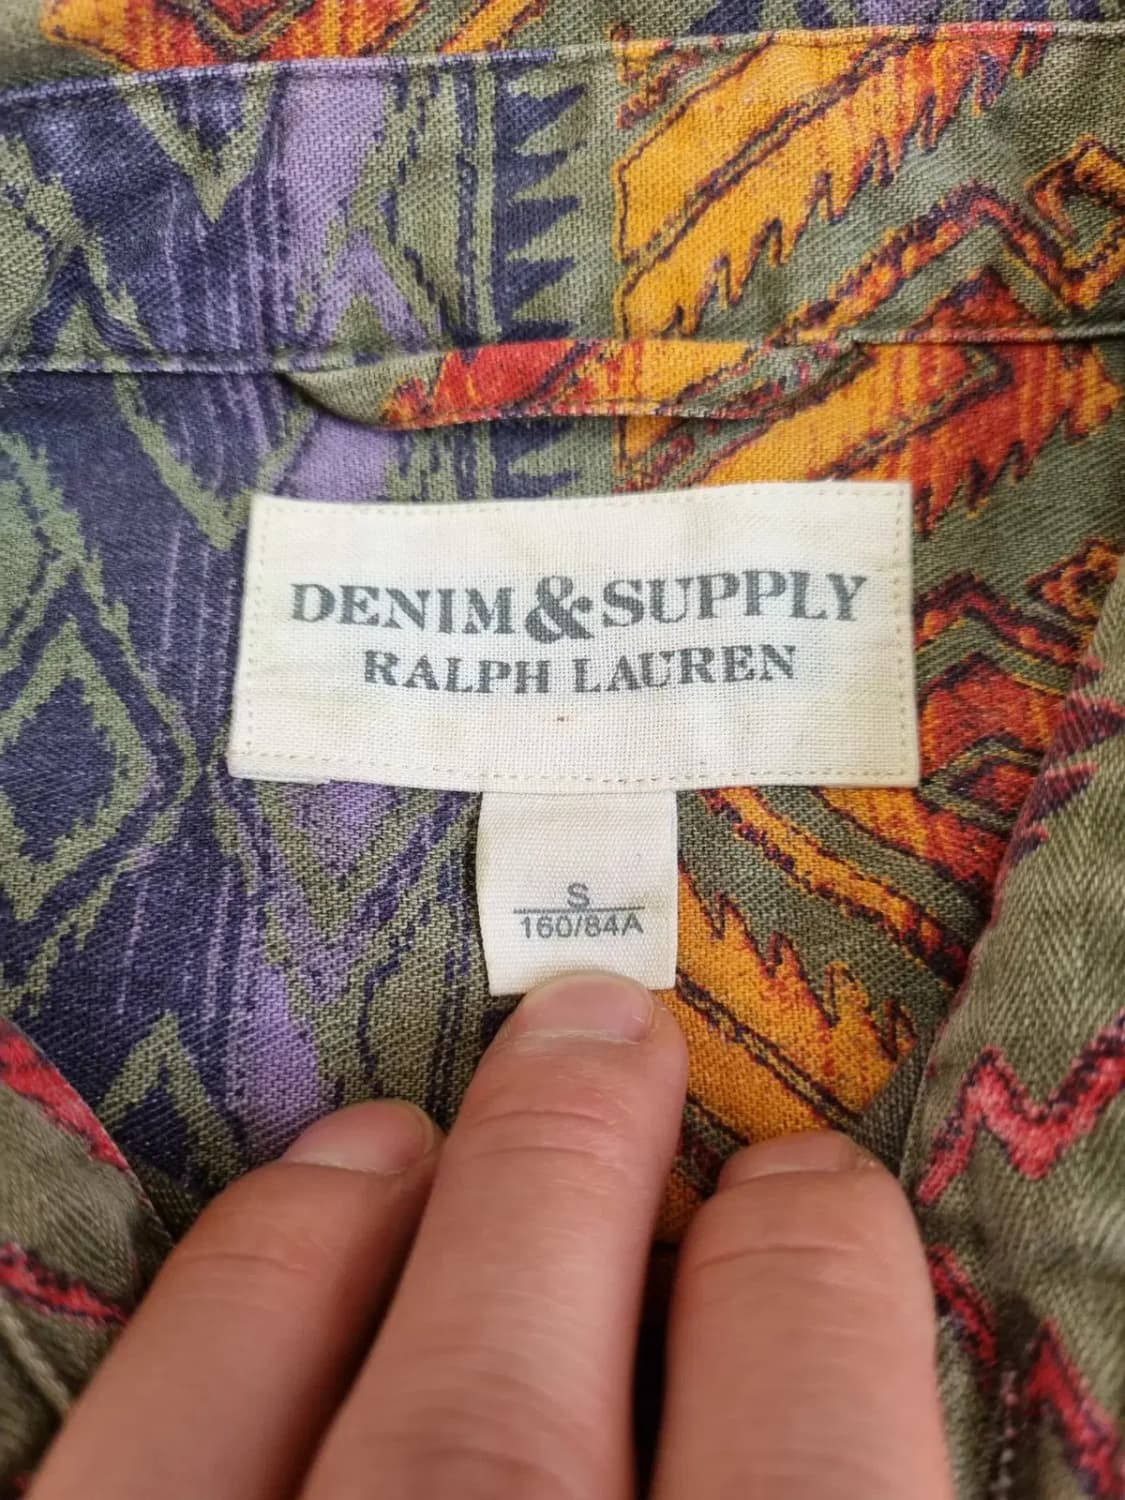 DENIM & SUPPLY
RALPH LAUREN
S
160/84A